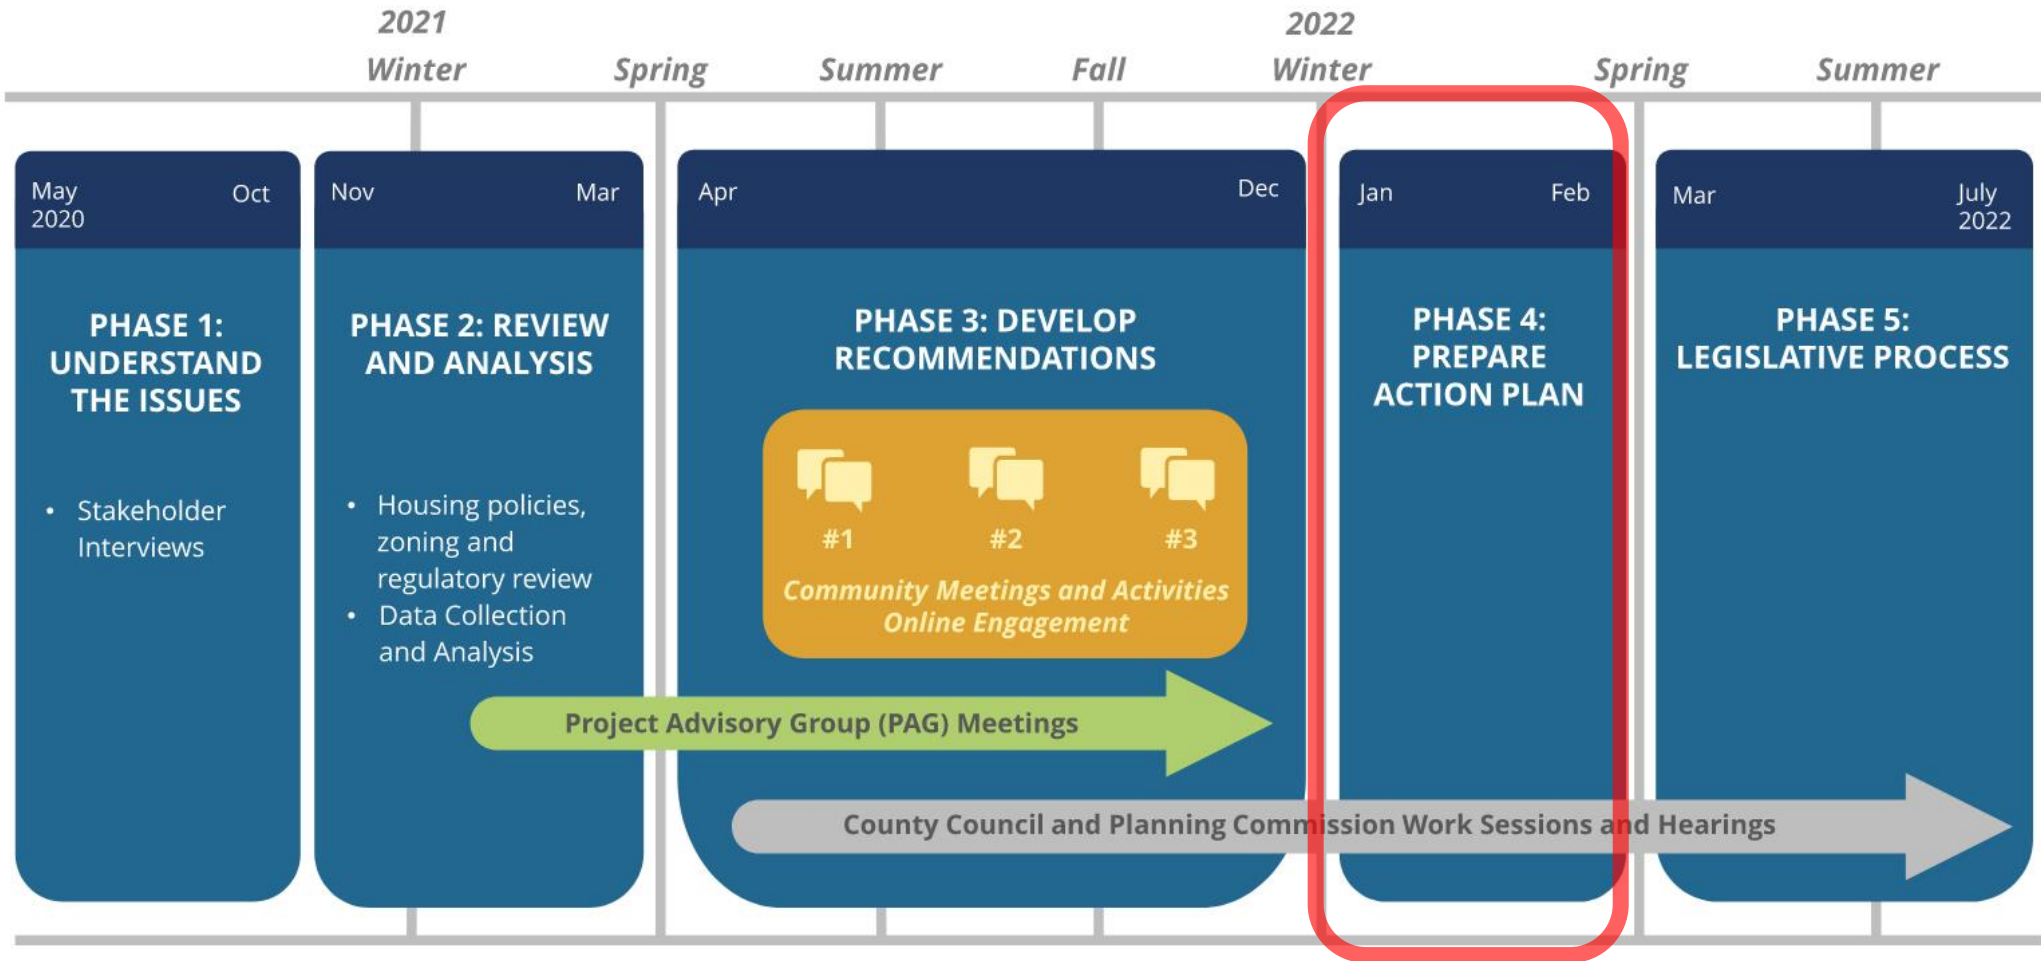 2021
2022
Winter
Spring
Summer
Fall
Winter
Spring
Summer
May
2020
Oct
Nov
Mar
Apr
Dec
Jan
Feb
Mar
July
2022
PHASE 1:
UNDERSTAND
THE ISSUES
• Stakeholder
Interviews
PHASE 2: REVIEW
AND ANALYSIS
• Housing policies,
zoning and
regulatory review
• Data Collection
and Analysis
PHASE 3: DEVELOP
RECOMMENDATIONS
#1
#2
#3
Community Meetings and Activities
Online Engagement
PHASE 4:
PREPARE
ACTION PLAN
PHASE 5:
LEGISLATIVE PROCESS
Project Advisory Group (PAG) Meetings
County Council and Planning Commission Work Sessions and Hearings